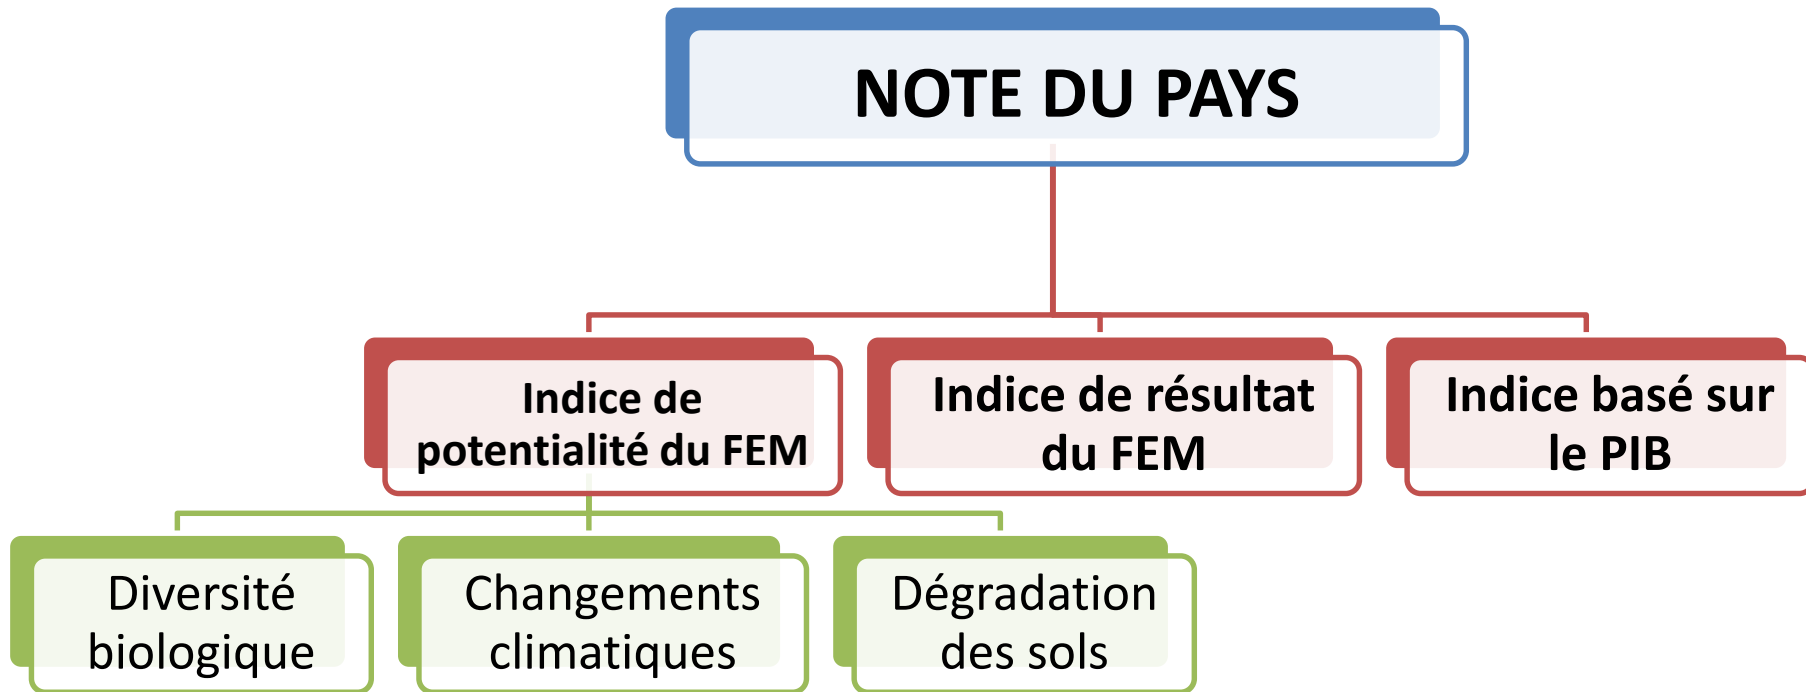 NOTE DU PAYS
Indice de
potentialité du FEM
Indice de résultat
du FEM
Indice basé sur
le PIB
Diversité
biologique
Changements
climatiques
Dégradation
des sols